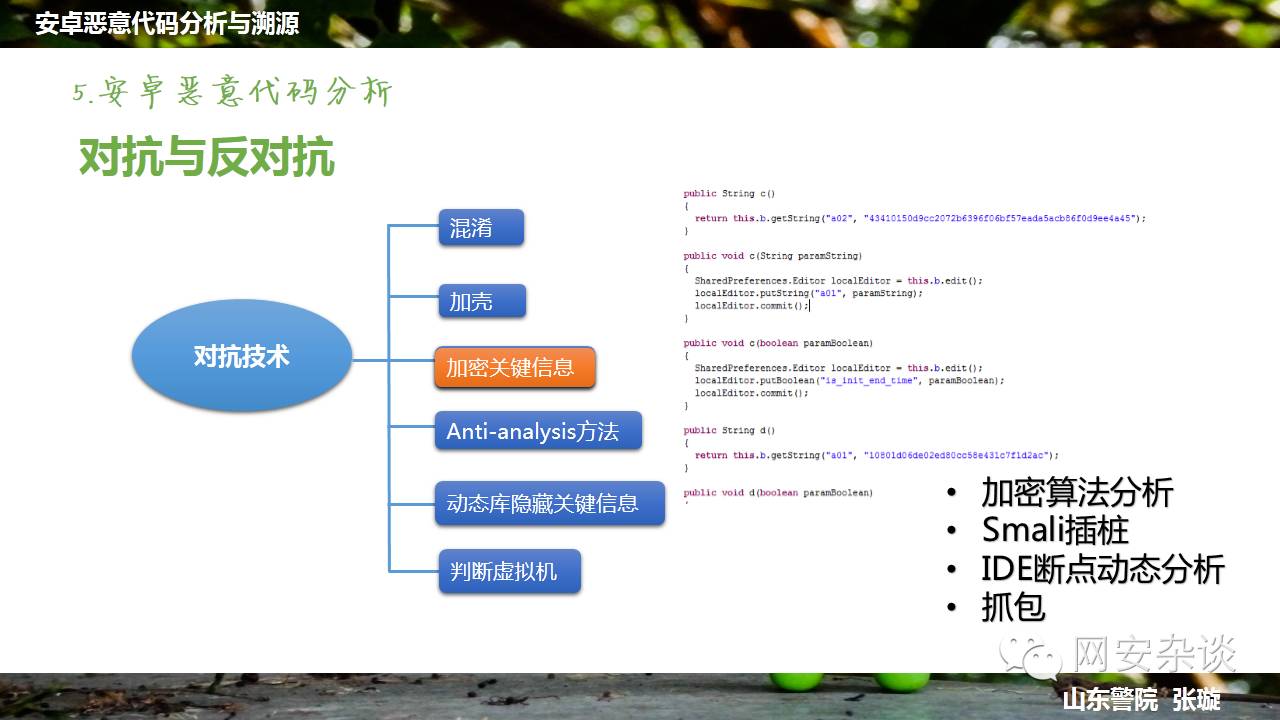 安卓恶意代码分析与溯源
5.安卓恶意代码分析
对抗与反对抗
对抗技术
混淆
加壳
加密关键信息
Anti-analysis方法
动态库隐藏关键信息
判断虚拟机
public String c()
{
return this.b.getString("a02", "43410150d9cc2072b6396f06bf57eada5acb86f0d9ee4a45");
}
public void c(String paramString)
{
SharedPreferences.Editor localEditor = this.b.edit();
localEditor.putString("a01", paramString);
localEditor.commit();
}
public void c(boolean paramBoolean)
{
SharedPreferences.Editor localEditor = this.b.edit();
localEditor.putBoolean("is_init_end_time", paramBoolean);
localEditor.commit();
}
public String d()
{
return this.b.getString("a01", "10801d06de02ed80cc58e431c7f1d2ac");
}
public void d(boolean paramBoolean)
• 加密算法分析
• Smali插桩
• IDE断点动态分析
• 抓包
网安杂谈
山东警院 张璇